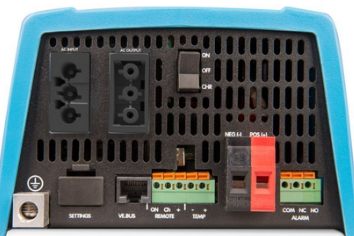 AC INPUT
AC OUTPUT
ON
OFF
CHR
NEG (-) POS (+)
SETTINGS
VE.BUS
ON Ch +
REMOTE
TEMP
COM NC NO
ALARM